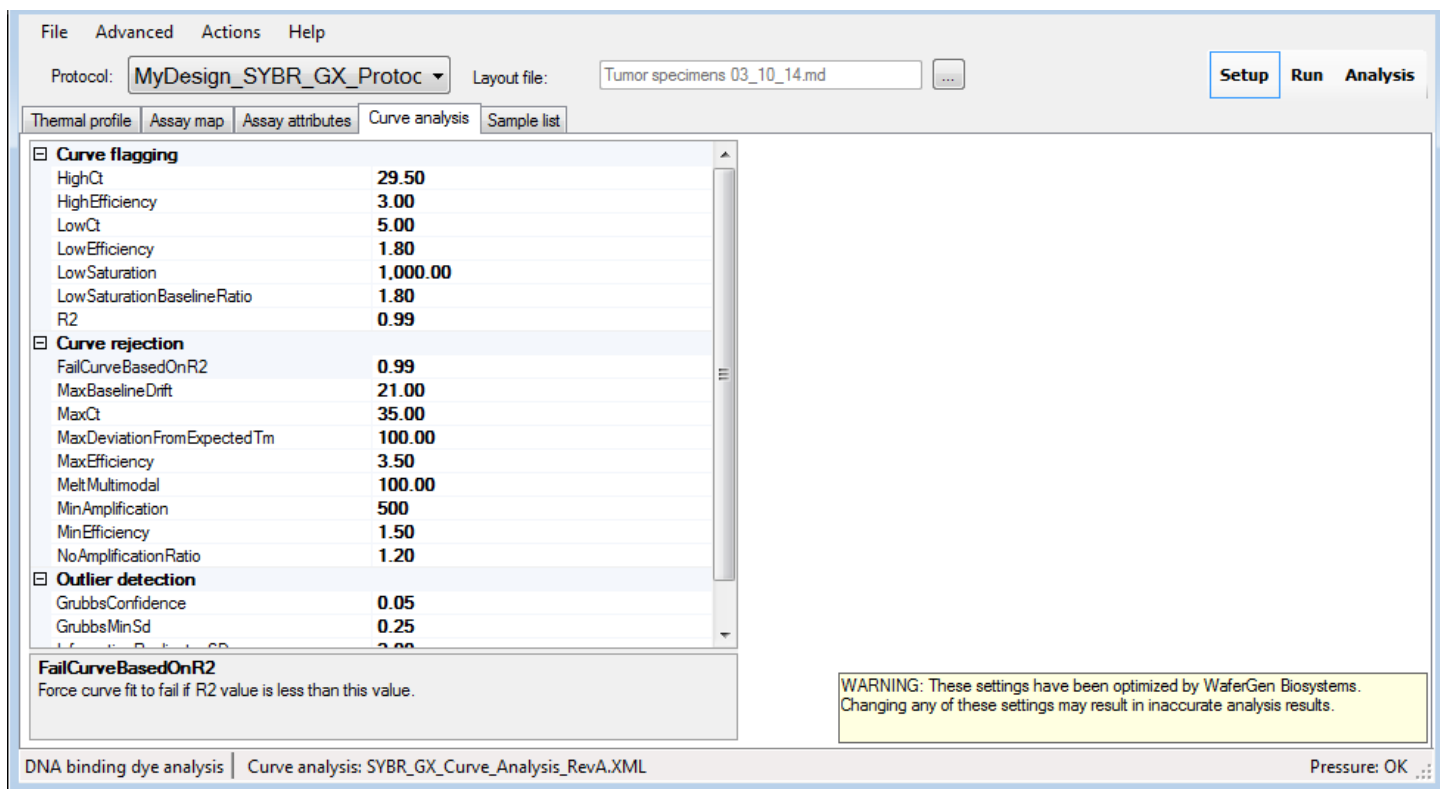 File Advanced Actions Help
Protocol: MyDesign_SYBR_GX_Protoc Layout file: Tumor specimens 03_10_14.md ... Setup Run Analysis
Thermal profile Assay map Assay attributes Curve analysis Sample list
Curve flagging
HighCt 29.50
HighEfficiency 3.00
LowCt 5.00
LowEfficiency 1.80
LowSaturation 1,000.00
LowSaturationBaselineRatio 1.80
R2 0.99
Curve rejection
FailCurveBasedOnR2 0.99
MaxBaselineDrift 21.00
MaxCt 35.00
MaxDeviationFromExpectedTm 100.00
MaxEfficiency 3.50
MeltMultimodal 100.00
MinAmplification 500
MinEfficiency 1.50
NoAmplificationRatio 1.20
Outlier detection
GrubbsConfidence 0.05
GrubbsMinSd 0.25
FailCurveBasedOnR2
Force curve fit to fail if R2 value is less than this value.
WARNING: These settings have been optimized by WaferGen Biosystems.
Changing any of these settings may result in inaccurate analysis results.
DNA binding dye analysis Curve analysis: SYBR_GX_Curve_Analysis_RevA.XML Pressure: OK